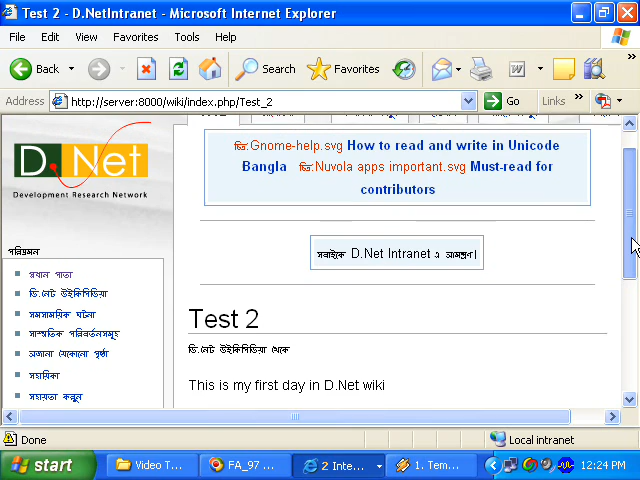 Test 2 - D.NetIntranet - Microsoft Internet Explorer
File Edit View Favorites Tools Help
Back Search Favorites
Address http://server:8000/wiki/index.php/Test_2 Go Links
D.Net
Development Research Network
চিত্র:Gnome-help.svg How to read and write in Unicode
Bangla চিত্র:Nuvola apps important.svg Must-read for
contributors
সবাইকে D.Net Intranet এ আমন্ত্রণ।
পরিভ্রমন
প্রধান পাতা
ডি.নেট উইকিপিডিয়া
সমসাময়িক ঘটনা
সাম্প্রতিক পরিবর্তনসমূহ
অজানা যেকোনো পৃষ্ঠা
সহায়িকা
সহায়তা করুন
Test 2
ডি.নেট উইকিপিডিয়া থেকে
This is my first day in D.Net wiki
Done Local intranet
start Video T... FA_97 ... 2 Inte... 1. Tem... 12:24 PM